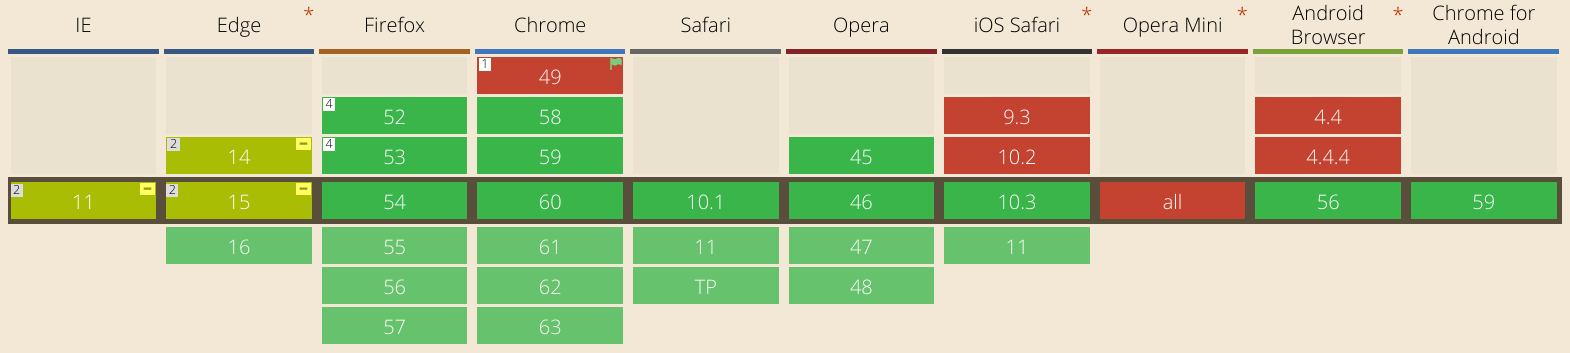 IE Edge * Firefox Chrome Safari Opera iOS Safari * Opera Mini * Android Browser * Chrome for Android
1 49
4 52 58 9.3 4.4
2 14 4 53 59 45 10.2 4.4.4
2 11 2 15 54 60 10.1 46 10.3 all 56 59
16 55 61 11 47 11
56 62 TP 48
57 63